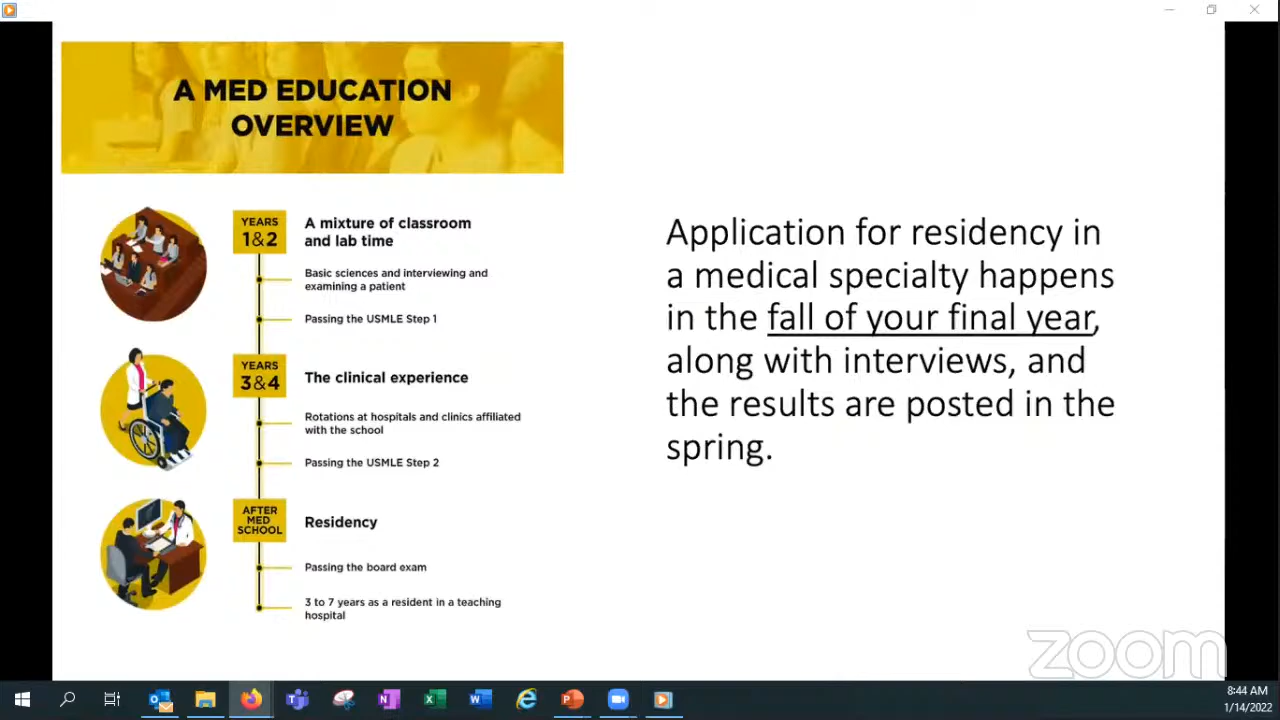 A MED EDUCATION
OVERVIEW
YEARS
1&2
A mixture of classroom
and lab time
Basic sciences and interviewing and
examining a patient
Passing the USMLE Step 1
YEARS
3&4
The clinical experience
Rotations at hospitals and clinics affiliated
with the school
Passing the USMLE Step 2
AFTER
MED
SCHOOL
Residency
Passing the board exam
3 to 7 years as a resident in a teaching
hospital
Application for residency in
a medical specialty happens
in the fall of your final year,
along with interviews, and
the results are posted in the
spring.
zoom
8:44 AM
1/14/2022